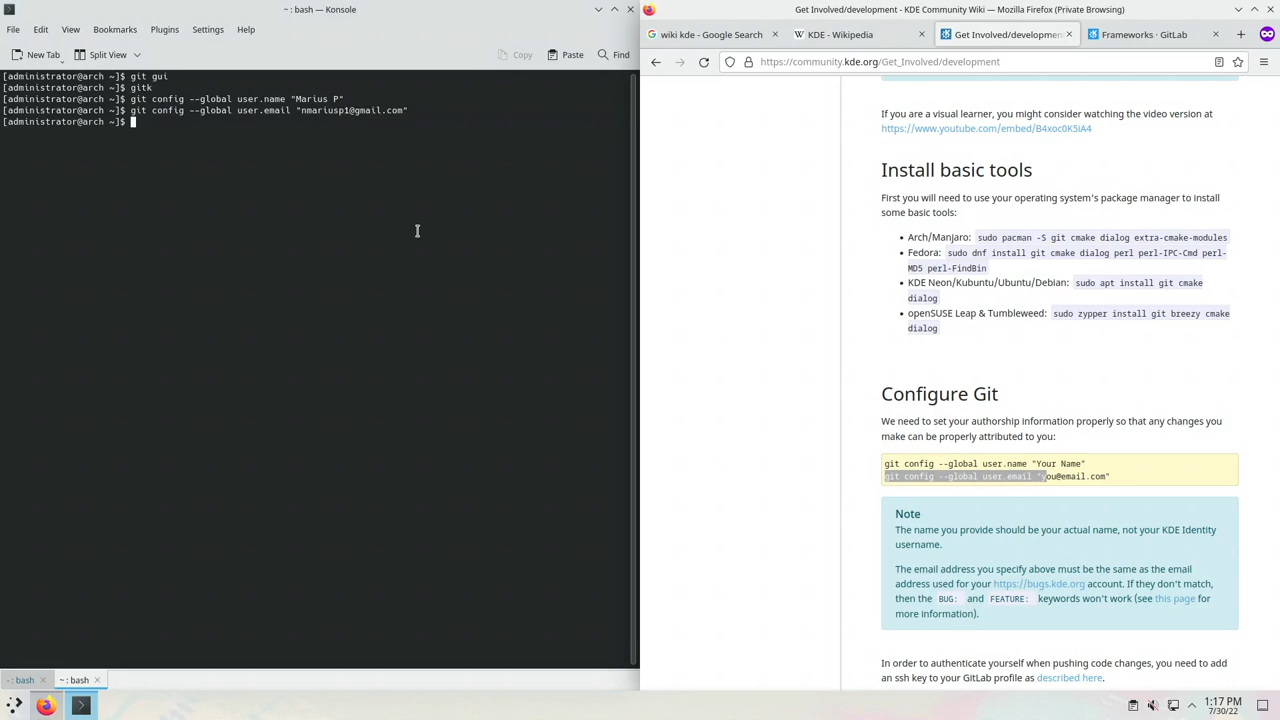 ~ : bash — Konsole
File Edit View Bookmarks Plugins Settings Help
New Tab Split View Copy Paste Find
[administrator@arch ~]$ git gui
[administrator@arch ~]$ gitk
[administrator@arch ~]$ git config --global user.name "Marius P"
[administrator@arch ~]$ git config --global user.email "nmariusp1@gmail.com"
[administrator@arch ~]$
- : bash ~ : bash
Get Involved/development - KDE Community Wiki — Mozilla Firefox (Private Browsing)
wiki kde - Google Search KDE - Wikipedia Get Involved/development Frameworks · GitLab
https://community.kde.org/Get_Involved/development
If you are a visual learner, you might consider watching the video version at
https://www.youtube.com/embed/B4xoc0K5iA4
Install basic tools
First you will need to use your operating system's package manager to install
some basic tools:
• Arch/Manjaro: sudo pacman -S git cmake dialog extra-cmake-modules
• Fedora: sudo dnf install git cmake dialog perl perl-IPC-Cmd perl-
MD5 perl-FindBin
• KDE Neon/Kubuntu/Ubuntu/Debian: sudo apt install git cmake
dialog
• openSUSE Leap & Tumbleweed: sudo zypper install git breezy cmake
dialog
Configure Git
We need to set your authorship information properly so that any changes you
make can be properly attributed to you:
git config --global user.name "Your Name"
git config --global user.email "you@email.com"
Note
The name you provide should be your actual name, not your KDE Identity
username.
The email address you specify above must be the same as the email
address used for your https://bugs.kde.org account. If they don't match,
then the BUG: and FEATURE: keywords won't work (see this page for
more information).
In order to authenticate yourself when pushing code changes, you need to add
an ssh key to your GitLab profile as described here.
1:17 PM
7/30/22